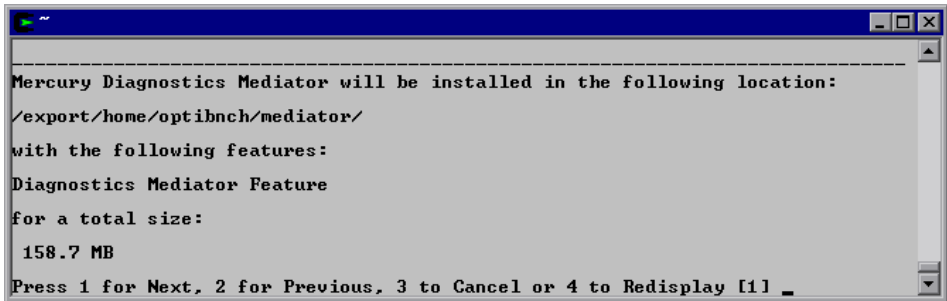 ~
Mercury Diagnostics Mediator will be installed in the following location:
/export/home/optibnch/mediator/
with the following features:
Diagnostics Mediator Feature
for a total size:
158.7 MB
Press 1 for Next, 2 for Previous, 3 to Cancel or 4 to Redisplay [1] _